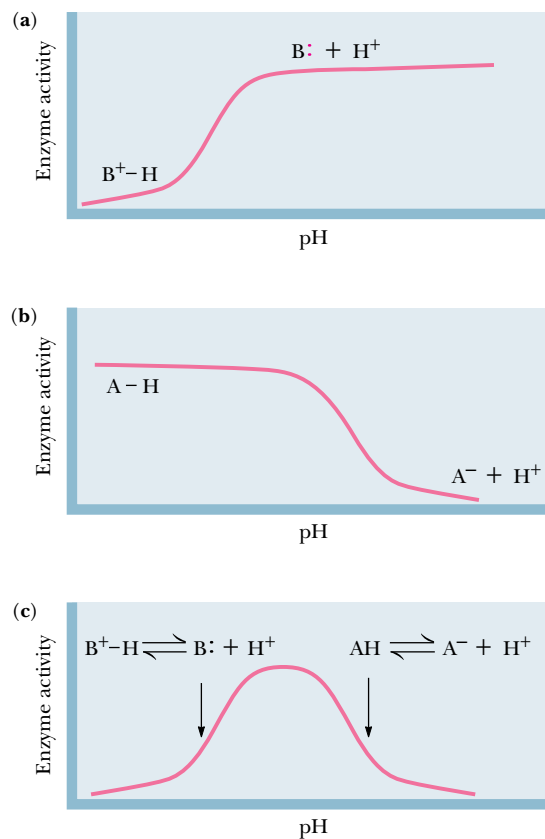 (a)
Enzyme activity
B: + H⁺
B⁺–H
pH
(b)
Enzyme activity
A–H
A⁻ + H⁺
pH
(c)
Enzyme activity
B⁺–H ⇌ B: + H⁺
AH ⇌ A⁻ + H⁺
pH